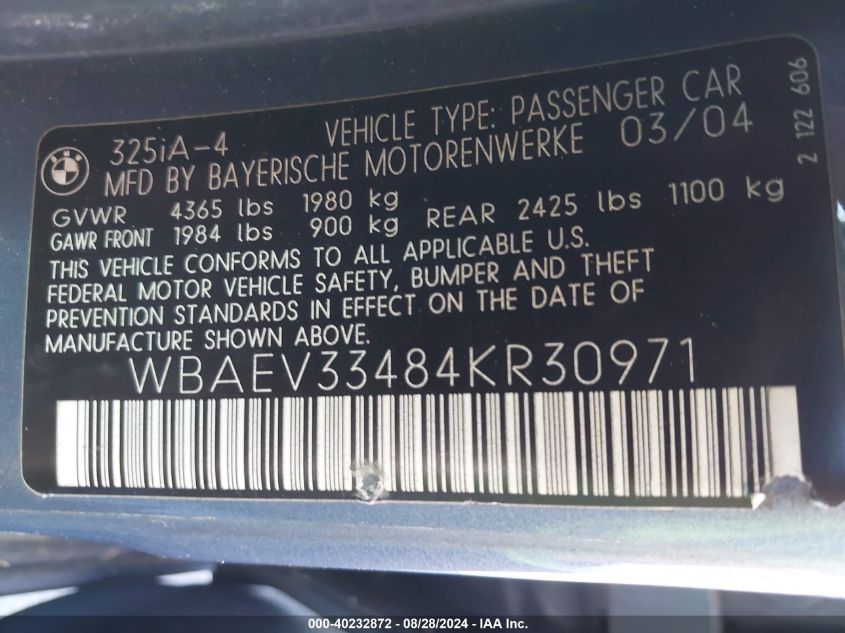 BMW
325iA-4 VEHICLE TYPE: PASSENGER CAR
MFD BY BAYERISCHE MOTORENWERKE 03/04
GVWR 4365 lbs 1980 kg
GAWR FRONT 1984 lbs 900 kg REAR 2425 lbs 1100 kg
THIS VEHICLE CONFORMS TO ALL APPLICABLE U.S.
FEDERAL MOTOR VEHICLE SAFETY, BUMPER AND THEFT
PREVENTION STANDARDS IN EFFECT ON THE DATE OF
MANUFACTURE SHOWN ABOVE.
WBAEV33484KR30971
2 122 606
000-40232872 - 08/28/2024 - IAA Inc.